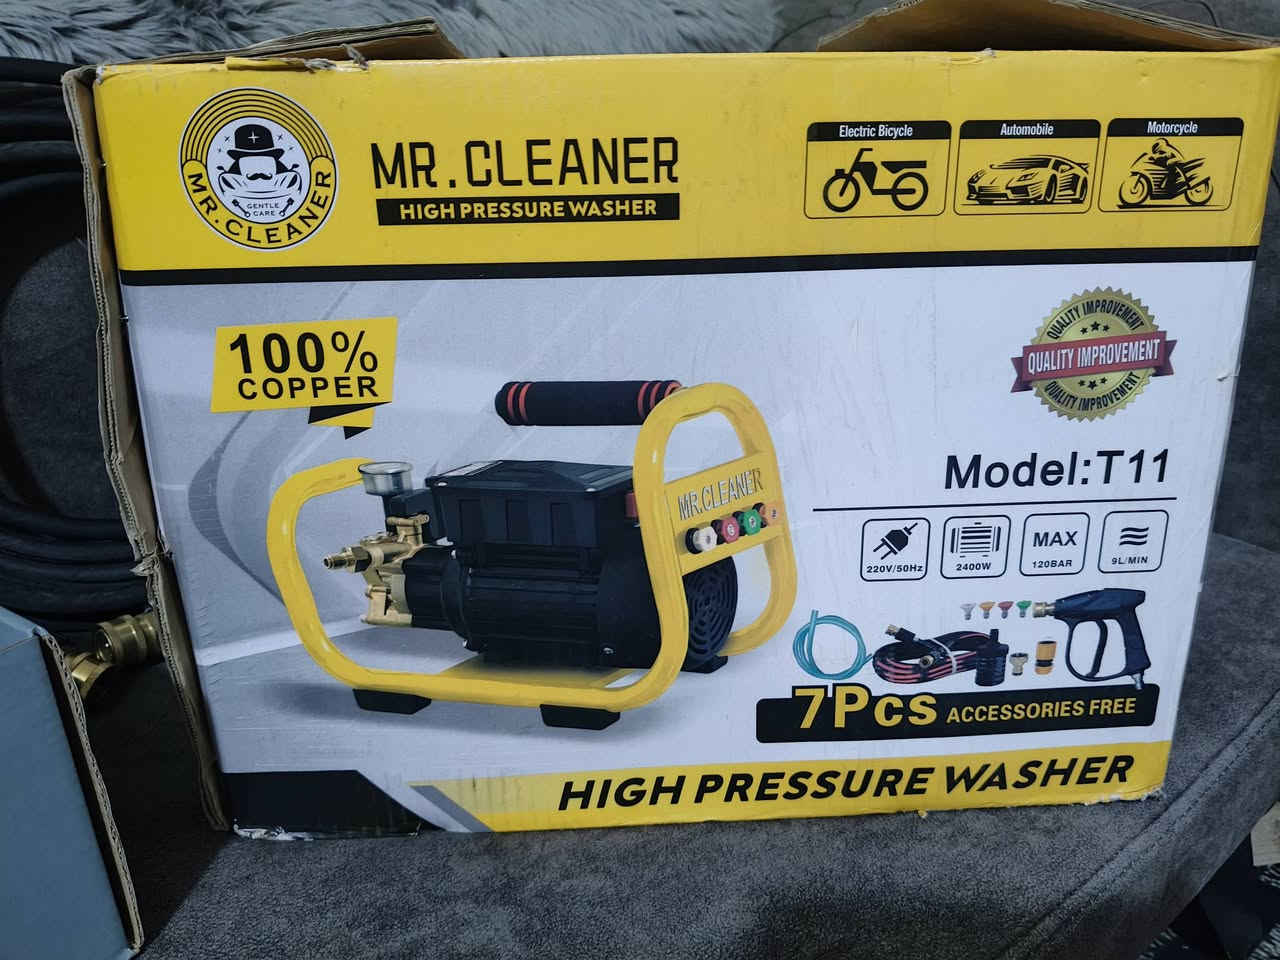 MR.CLEANER
GENTLE
CARE
MR.CLEANER
HIGH PRESSURE WASHER
Electric Bicycle
Automobile
Motorcycle
100%
COPPER
QUALITY IMPROVEMENT
QUALITY IMPROVEMENT
QUALITY IMPROVEMENT
Model:T11
MR.CLEANER
220V/50Hz
2400W
MAX
120BAR
9L/MIN
7Pcs ACCESSORIES FREE
HIGH PRESSURE WASHER